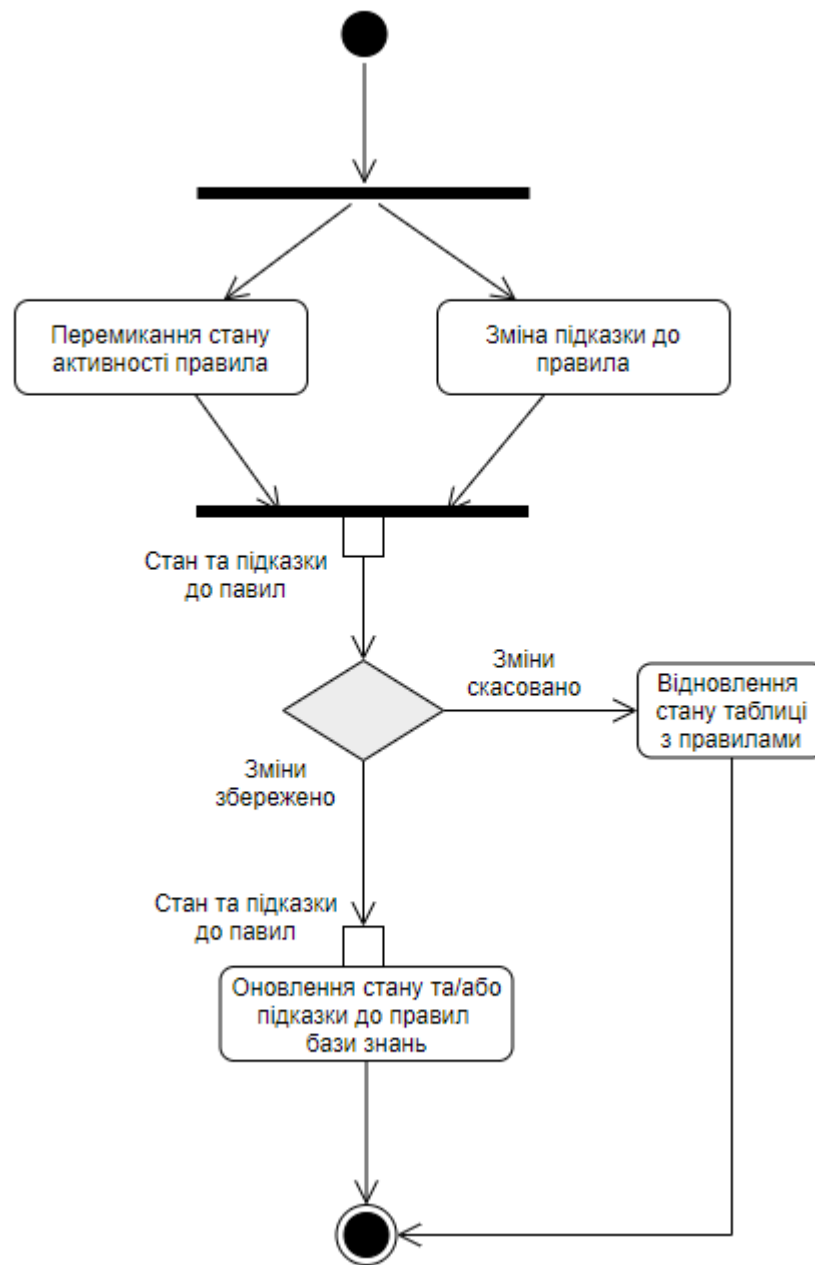 Перемикання стану
активності правила
Зміна підказки до
правила
Стан та підказки
до павил
Зміни
скасовано
Відновлення
стану таблиці
з правилами
Зміни
збережено
Стан та підказки
до павил
Оновлення стану та/або
підказки до правил
бази знань